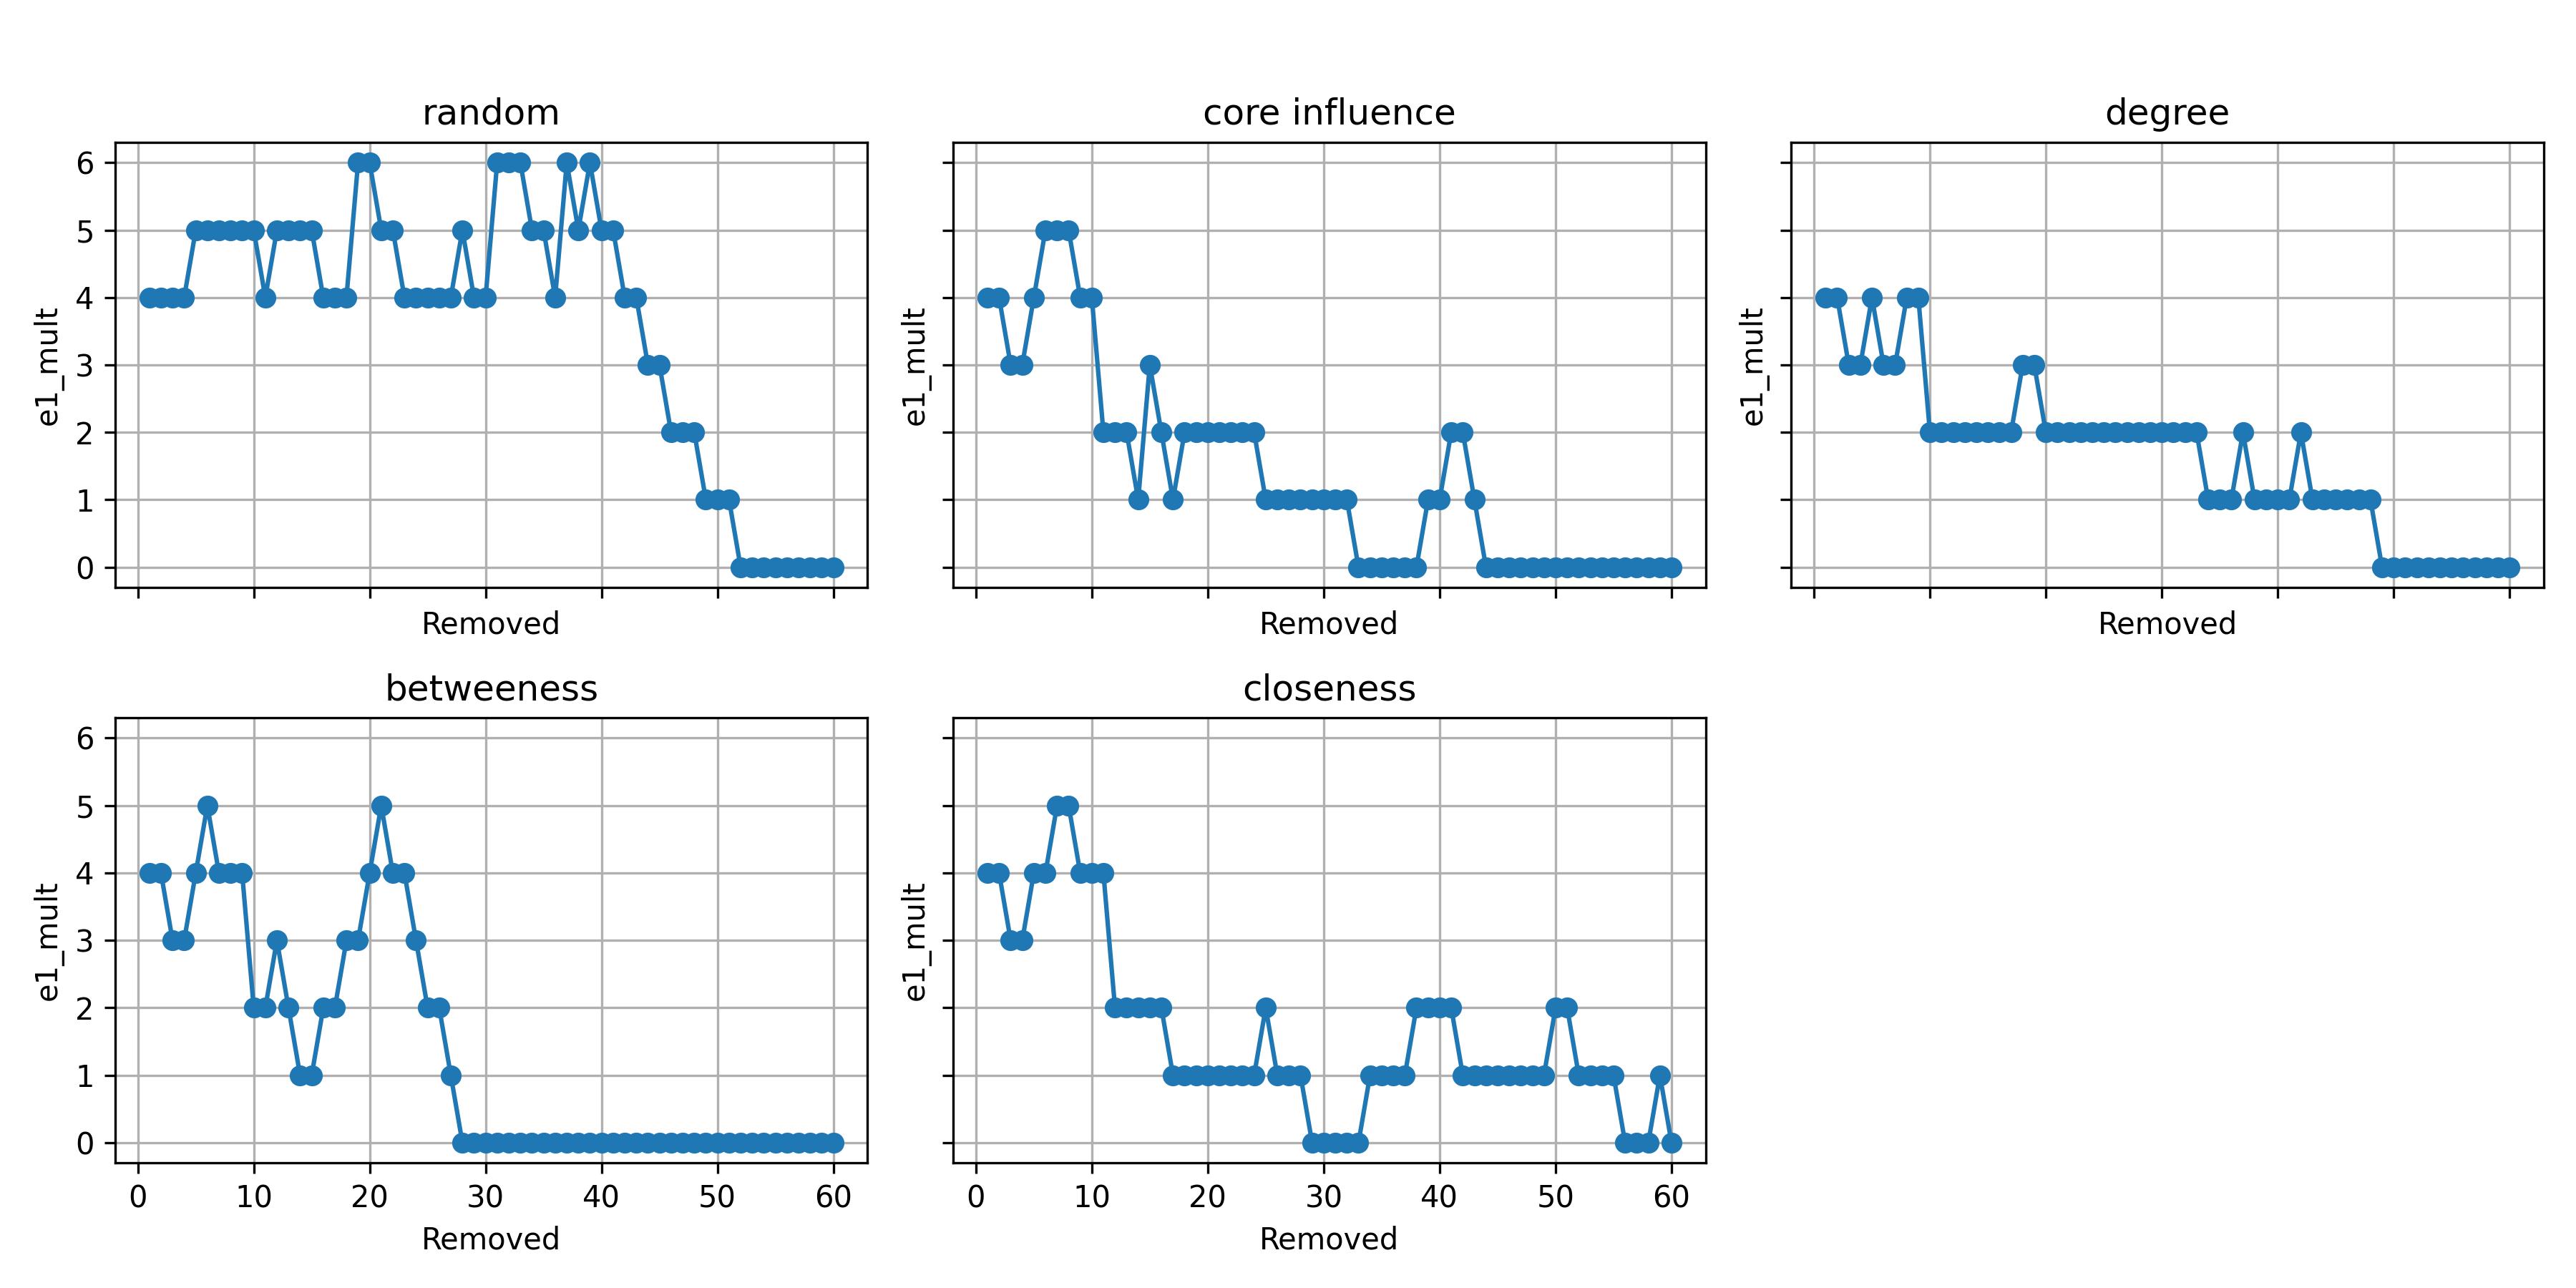 random
core influence
degree
6
5
4
3
2
1
0
e1_mult
e1_mult
e1_mult
Removed
Removed
Removed
betweeness
closeness
6
5
4
3
2
1
0
e1_mult
e1_mult
0 10 20 30 40 50 60
0 10 20 30 40 50 60
Removed
Removed